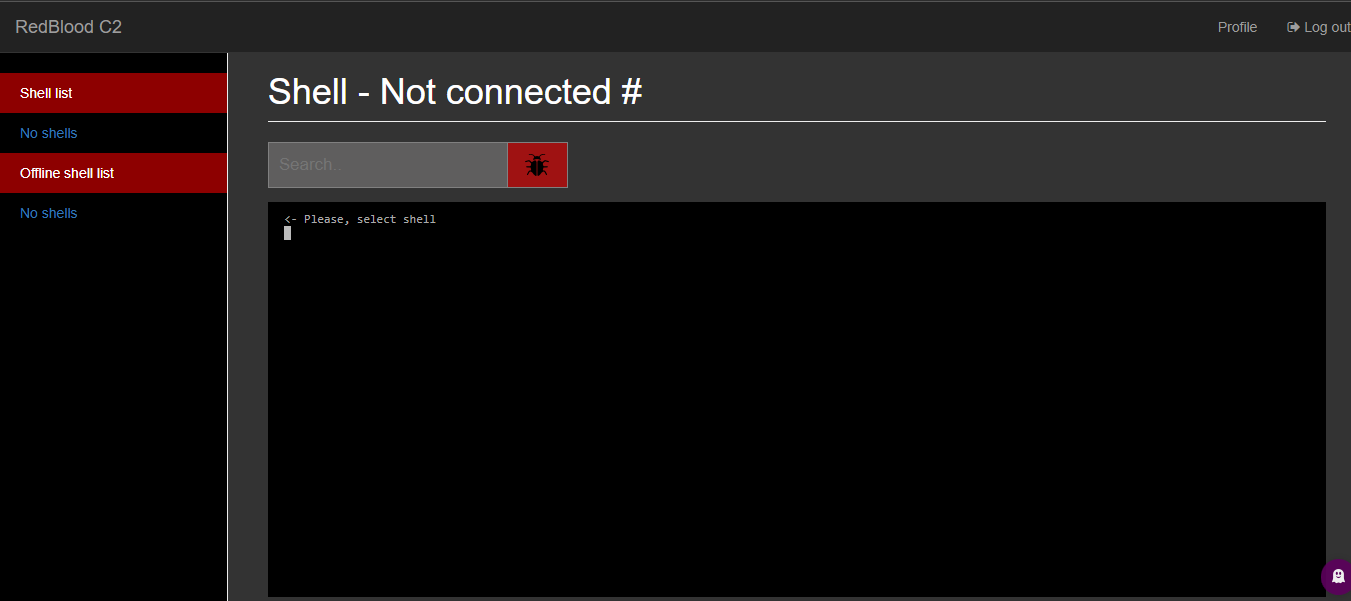 RedBlood C2
Profile
Log out
Shell list
No shells
Offline shell list
No shells
Shell - Not connected #
Search...
<- Please, select shell